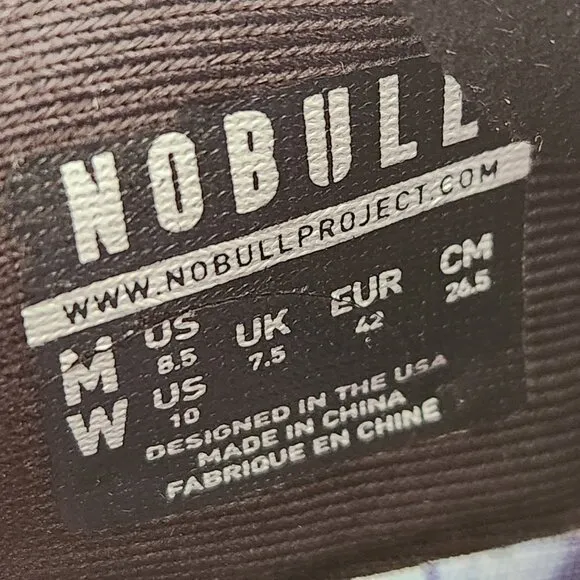 NOBULL
WWW.NOBULLPROJECT.COM
M US 8.5 UK 7.5 EUR 42 CM 26.5
W US 10
DESIGNED IN THE USA
MADE IN CHINA
FABRIQUE EN CHINE